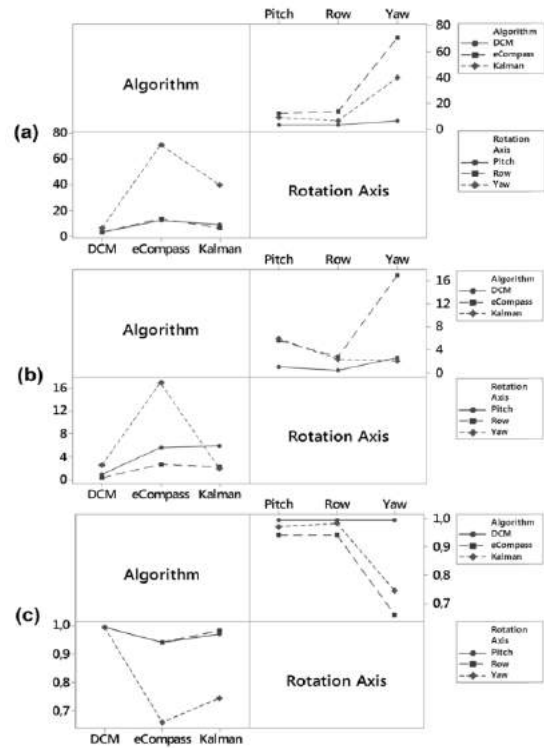 Pitch Row Yaw
80
60
40
20
0
Algorithm
DCM
eCompass
Kalman
Algorithm
(a)
80
60
40
20
0
DCM eCompass Kalman
Rotation Axis
Rotation
Axis
Pitch
Row
Yaw
Pitch Row Yaw
16
12
8
4
0
Algorithm
DCM
eCompass
Kalman
Algorithm
(b)
16
12
8
4
0
DCM eCompass Kalman
Rotation Axis
Rotation
Axis
Pitch
Row
Yaw
Pitch Row Yaw
1,0
0,9
0,8
0,7
Algorithm
DCM
eCompass
Kalman
Algorithm
(c)
1,0
0,9
0,8
0,7
DCM eCompass Kalman
Rotation Axis
Rotation
Axis
Pitch
Row
Yaw